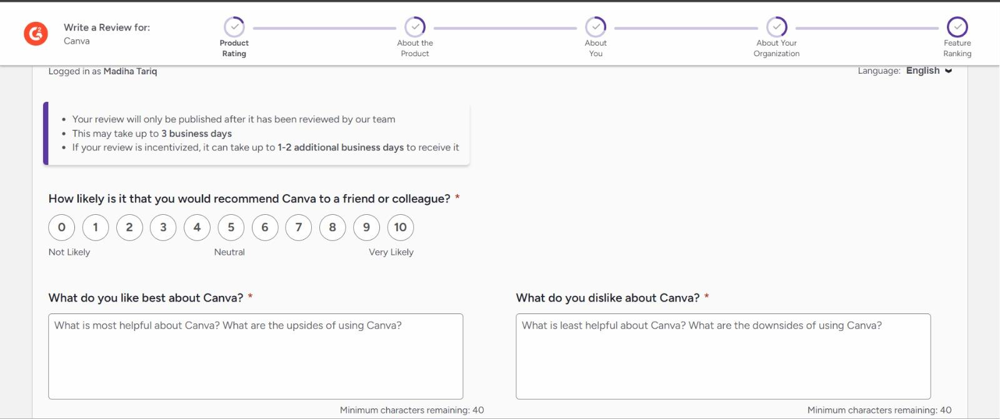 G2
Write a Review for:
Canva
Product
Rating
About the
Product
About
You
About Your
Organization
Feature
Ranking
Logged in as Madiha Tariq
Language: English
• Your review will only be published after it has been reviewed by our team
• This may take up to 3 business days
• If your review is incentivized, it can take up to 1-2 additional business days to receive it
How likely is it that you would recommend Canva to a friend or colleague? *
0 1 2 3 4 5 6 7 8 9 10
Not Likely Neutral Very Likely
What do you like best about Canva? *
What is most helpful about Canva? What are the upsides of using Canva?
Minimum characters remaining: 40
What do you dislike about Canva? *
What is least helpful about Canva? What are the downsides of using Canva?
Minimum characters remaining: 40